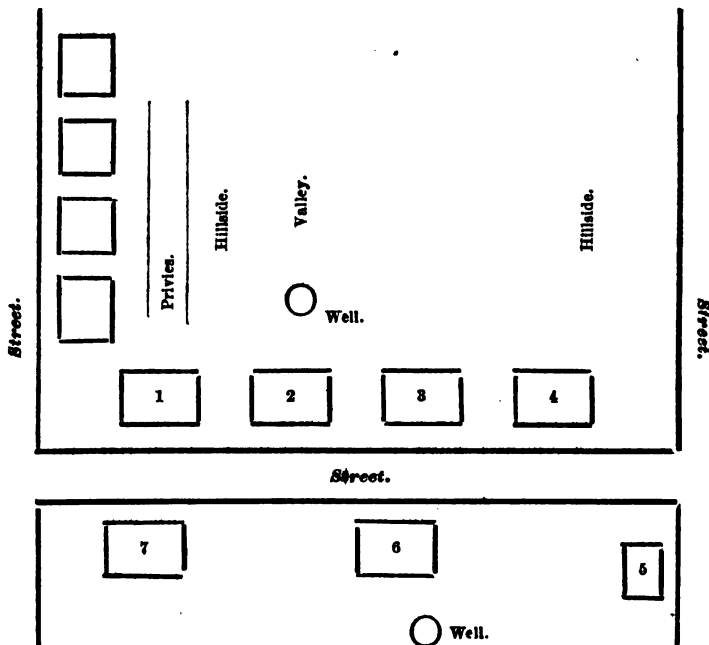 Hillside.
Valley.
Hillside.
Privies.
Well.
Street.
Street.
1
2
3
4
Street.
7
6
5
Well.